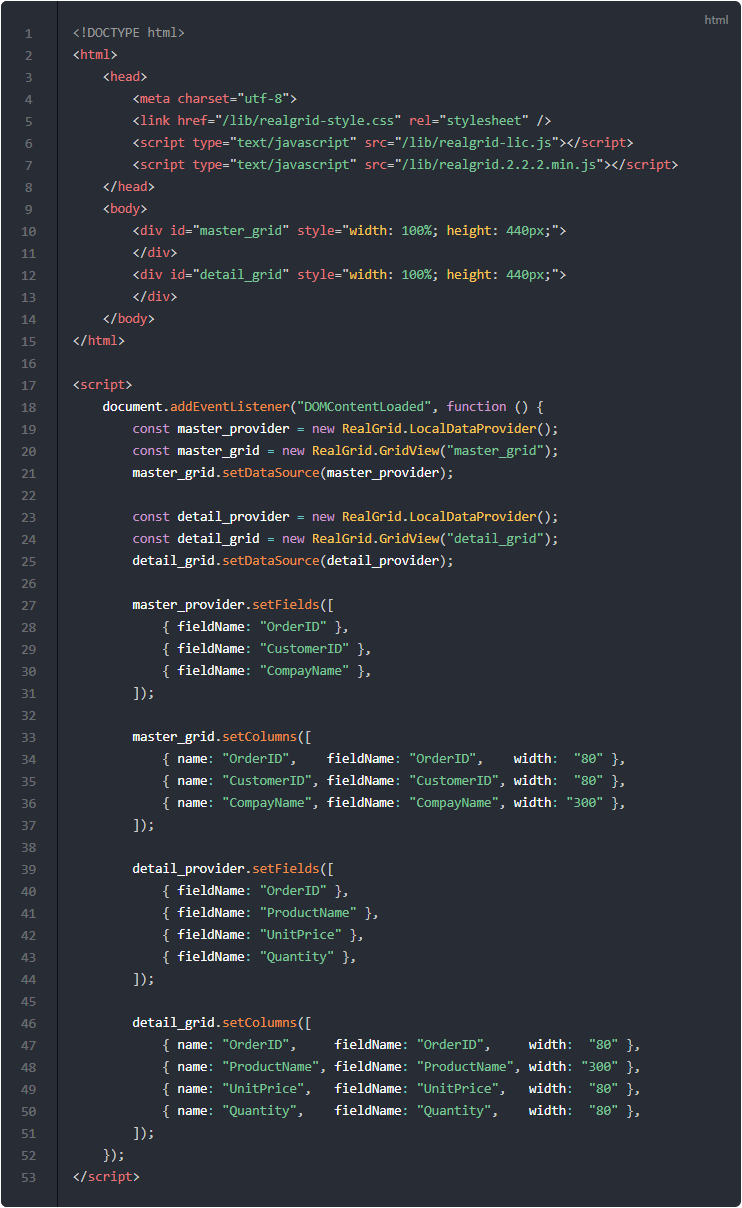 html
1 <!DOCTYPE html>
2 <html>
3     <head>
4         <meta charset="utf-8">
5         <link href="/lib/realgrid-style.css" rel="stylesheet" />
6         <script type="text/javascript" src="/lib/realgrid-lic.js"></script>
7         <script type="text/javascript" src="/lib/realgrid.2.2.2.min.js"></script>
8     </head>
9     <body>
10         <div id="master_grid" style="width: 100%; height: 440px;">
11         </div>
12         <div id="detail_grid" style="width: 100%; height: 440px;">
13         </div>
14     </body>
15 </html>
16
17 <script>
18     document.addEventListener("DOMContentLoaded", function () {
19         const master_provider = new RealGrid.LocalDataProvider();
20         const master_grid = new RealGrid.GridView("master_grid");
21         master_grid.setDataSource(master_provider);
22
23         const detail_provider = new RealGrid.LocalDataProvider();
24         const detail_grid = new RealGrid.GridView("detail_grid");
25         detail_grid.setDataSource(detail_provider);
26
27         master_provider.setFields([
28             { fieldName: "OrderID" },
29             { fieldName: "CustomerID" },
30             { fieldName: "CompayName" },
31         ]);
32
33         master_grid.setColumns([
34             { name: "OrderID",    fieldName: "OrderID",    width:  "80" },
35             { name: "CustomerID", fieldName: "CustomerID", width:  "80" },
36             { name: "CompayName", fieldName: "CompayName", width: "300" },
37         ]);
38
39         detail_provider.setFields([
40             { fieldName: "OrderID" },
41             { fieldName: "ProductName" },
42             { fieldName: "UnitPrice" },
43             { fieldName: "Quantity" },
44         ]);
45
46         detail_grid.setColumns([
47             { name: "OrderID",     fieldName: "OrderID",     width:  "80" },
48             { name: "ProductName", fieldName: "ProductName", width: "300" },
49             { name: "UnitPrice",   fieldName: "UnitPrice",   width:  "80" },
50             { name: "Quantity",    fieldName: "Quantity",    width:  "80" },
51         ]);
52     });
53 </script>